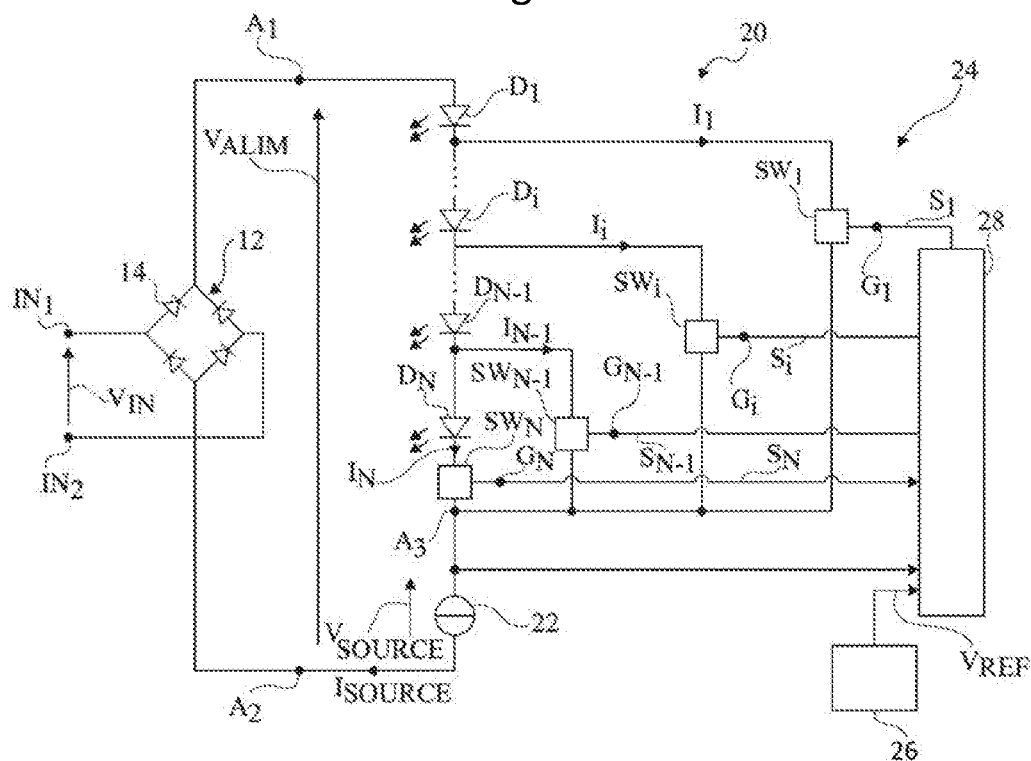 g
A1
20
D1
I1
24
VALIM
SW1
Di
S1
28
Ii
12
G1
14
SWi
DN-1
IN1
IN-1
Si
DN
SWN-1
GN-1
Gi
VIN
SWN
GN
SN-1
SN
IN
IN2
A3
22
VSOURCE
VREF
ISOURCE
A2
26